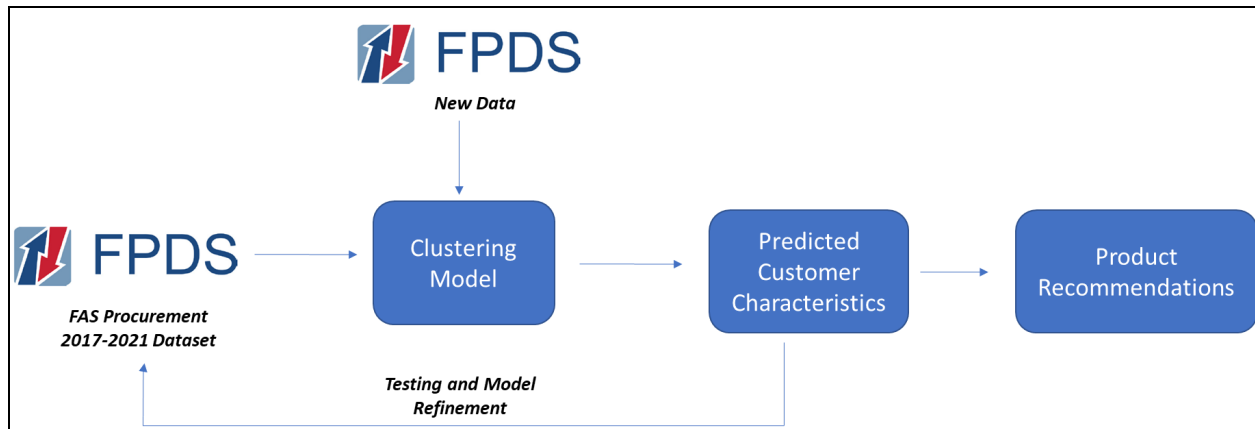 FPDS
New Data
Clustering
Model
Predicted
Customer
Characteristics
Product
Recommendations
FPDS
FAS Procurement
2017-2021 Dataset
Testing and Model
Refinement